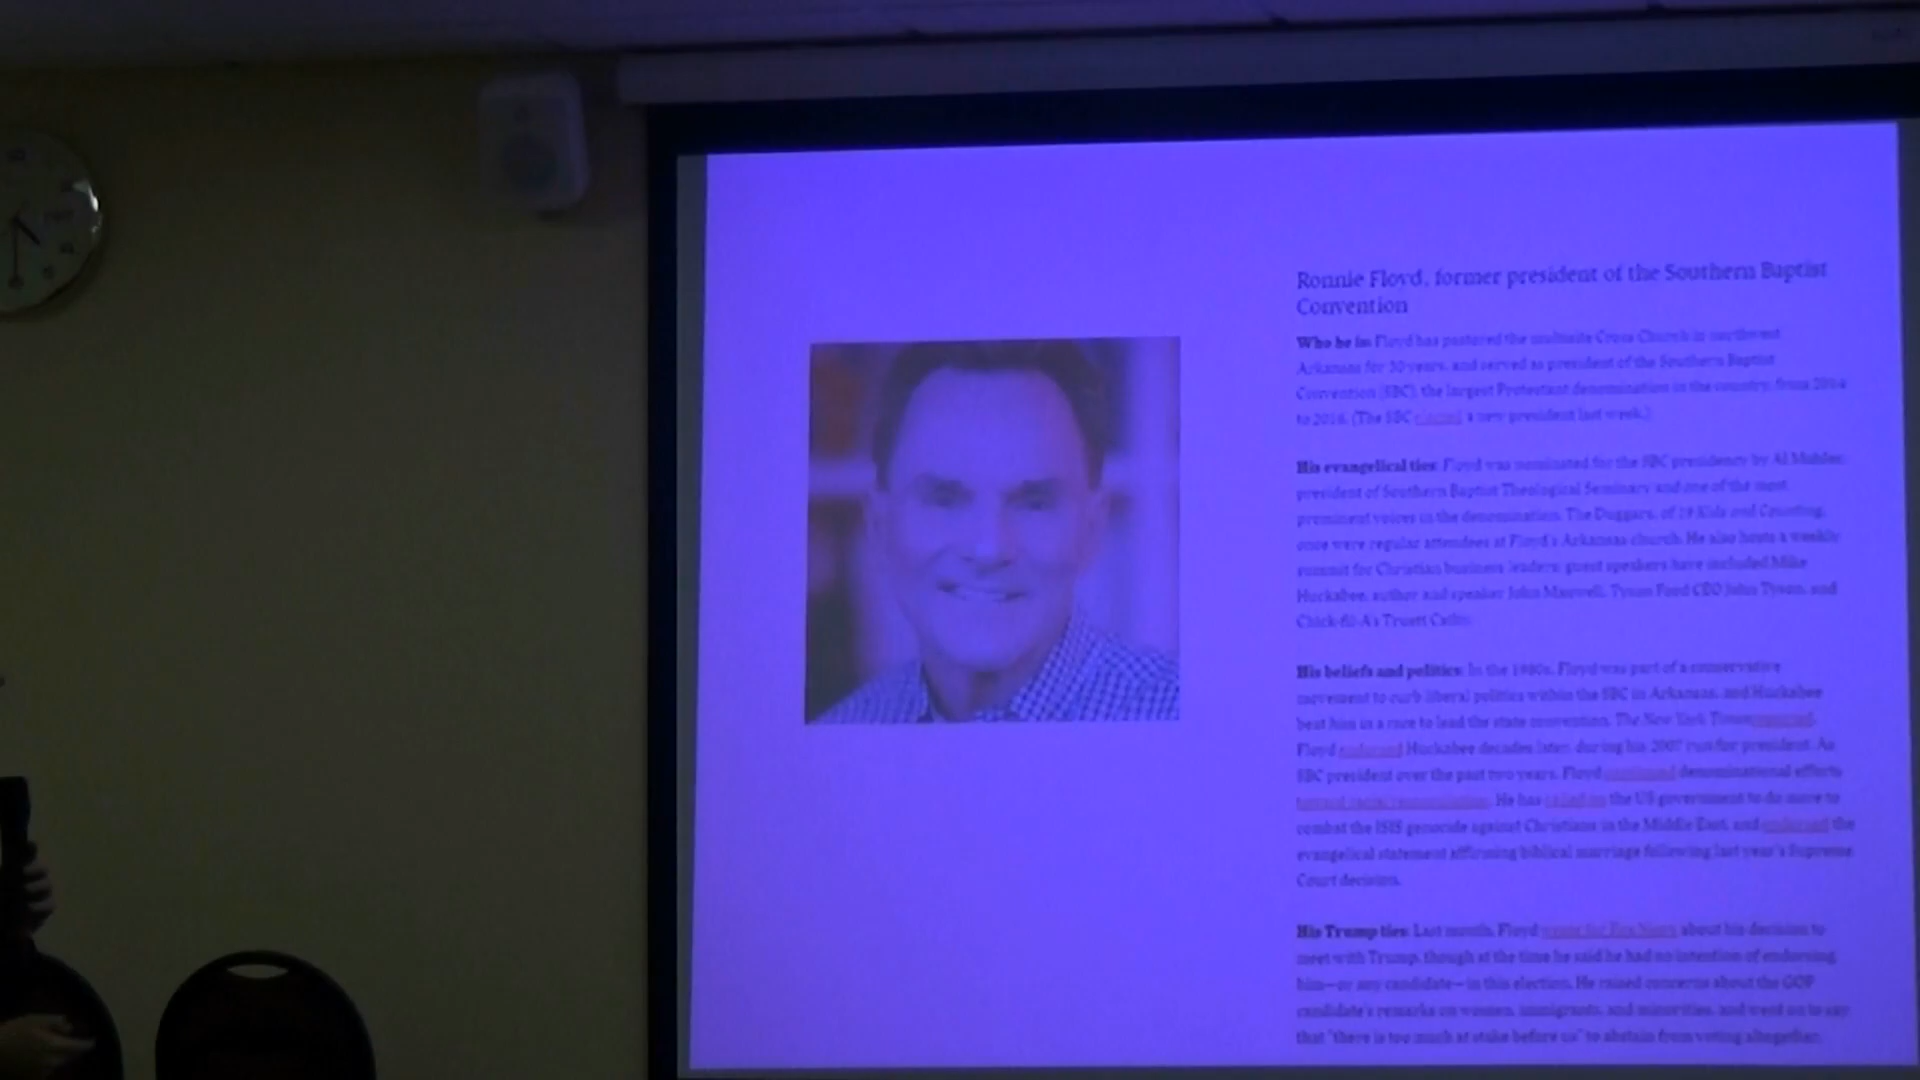 Ronnie Floyd, former president of the Southern Baptist
Convention
Who he is: Floyd has pastored the multisite Cross Church in northwest
Arkansas for 30 years, and served as president of the Southern Baptist
Convention (SBC), the largest Protestant denomination in the country, from 2014
to 2016. (The SBC elected a new president last week.)
His evangelical ties: Floyd was nominated for the SBC presidency by Al Mohler,
president of Southern Baptist Theological Seminary and one of the most
prominent voices in the denomination. The Duggars, of 19 Kids and Counting,
once were regular attendees at Floyd's Arkansas church. He also hosts a weekly
summit for Christian business leaders; guest speakers have included Mike
Huckabee, author and speaker John Maxwell, Tyson Food CEO John Tyson, and
Chick-fil-A's Truett Cathy.
His beliefs and politics: In the 1980s, Floyd was part of a conservative
movement to curb liberal politics within the SBC in Arkansas, and Huckabee
beat him in a race to lead the state convention, The New York Times reported.
Floyd endorsed Huckabee decades later, during his 2007 run for president. As
SBC president over the past two years, Floyd continued denominational efforts
toward racial reconciliation. He has called on the US government to do more to
combat the ISIS genocide against Christians in the Middle East, and endorsed the
evangelical statement affirming biblical marriage following last year's Supreme
Court decision.
His Trump ties: Last month, Floyd wrote for Fox News about his decision to
meet with Trump, though at the time he said he had no intention of endorsing
him—or any candidate—in this election. He raised concerns about the GOP
candidate's remarks on women, immigrants, and minorities, and went on to say
that "there is too much at stake before us" to abstain from voting altogether.